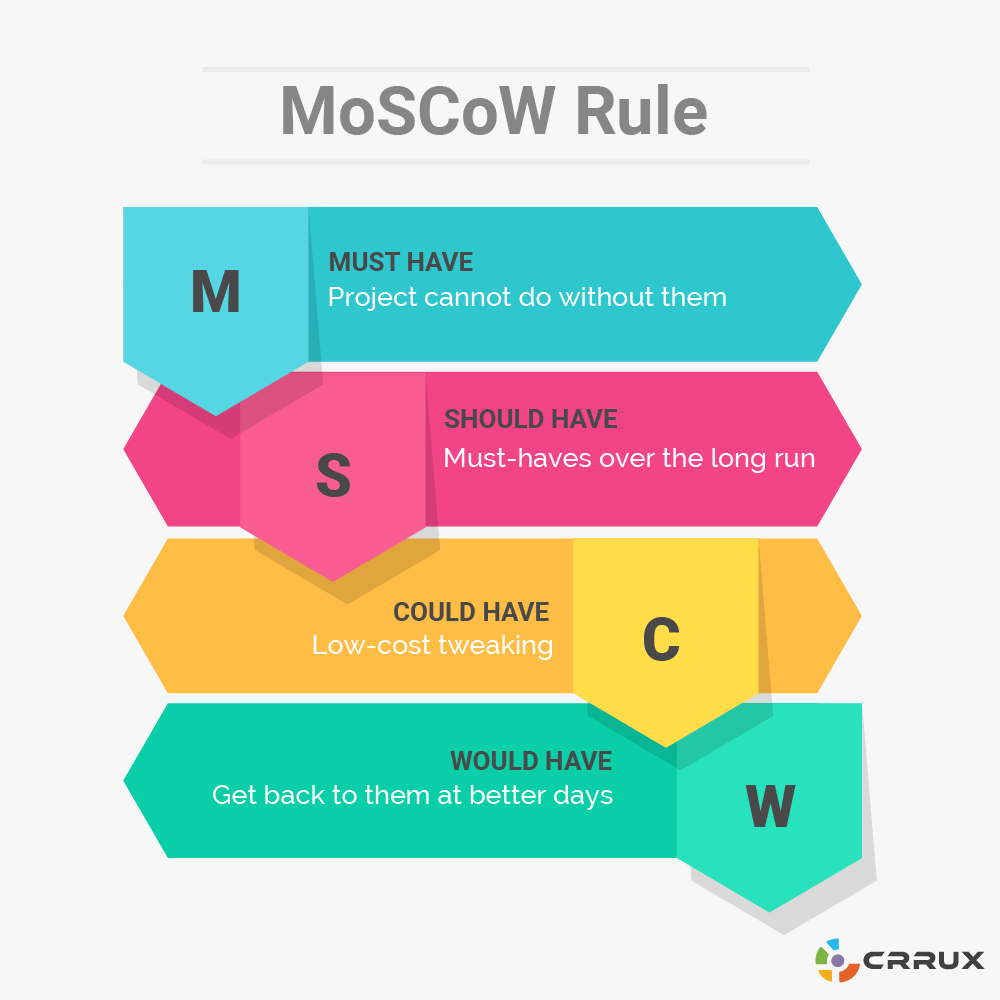 MoSCoW Rule
M
MUST HAVE
Project cannot do without them
S
SHOULD HAVE
Must-haves over the long run
COULD HAVE
Low-cost tweaking
C
WOULD HAVE
Get back to them at better days
W
CRRUX